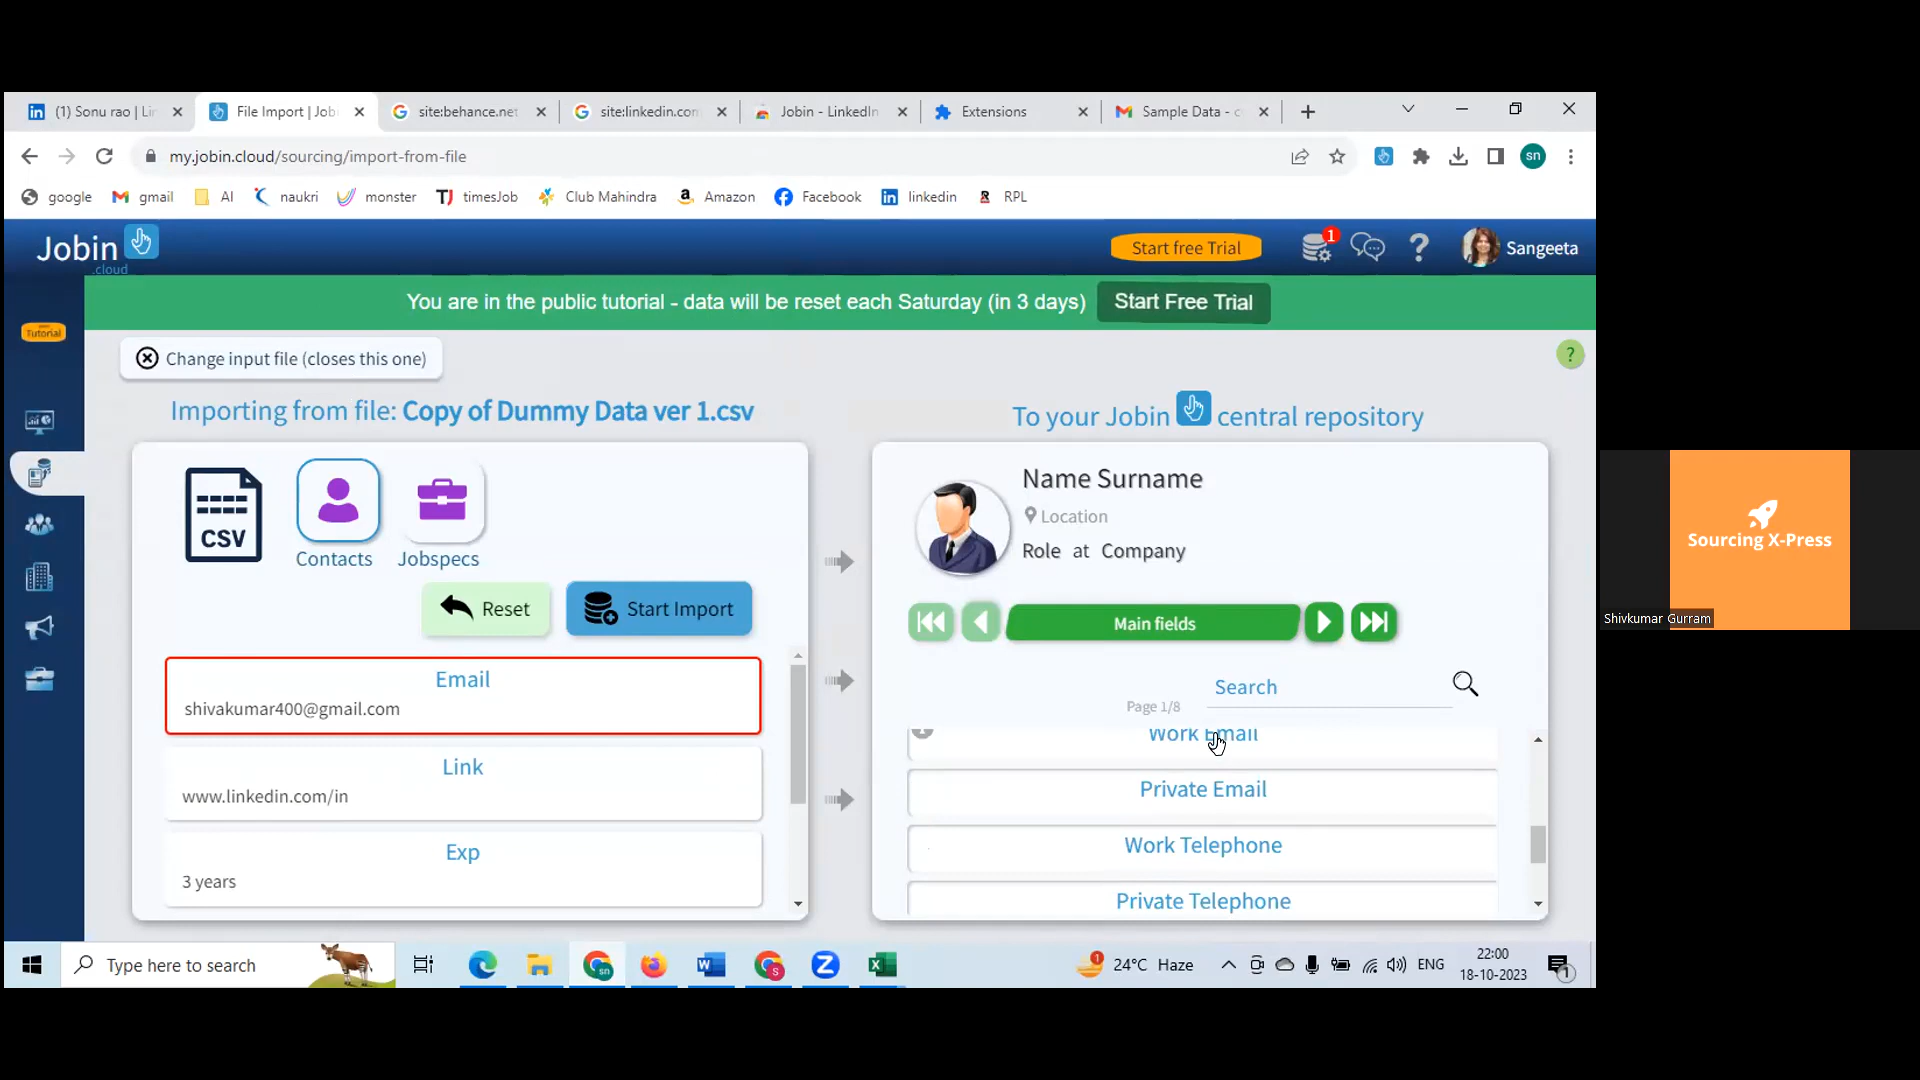 (1) Sonu rao | Lin
File Import | Jobi
site:behance.net
site:linkedin.com
Jobin - LinkedIn
Extensions
Sample Data - c
my.jobin.cloud/sourcing/import-from-file
sn
google
gmail
AI
naukri
monster
TJ
timesJob
Club Mahindra
Amazon
Facebook
linkedin
RPL
Jobin
.cloud
Start free Trial
1
?
Sangeeta
You are in the public tutorial - data will be reset each Saturday (in 3 days)
Start Free Trial
Tutorial
Change input file (closes this one)
?
Importing from file: Copy of Dummy Data ver 1.csv
To your Jobin central repository
CSV
Contacts
Jobspecs
Name Surname
Location
Role at Company
Reset
Start Import
Main fields
Search
Page 1/8
Email
shivakumar400@gmail.com
Link
www.linkedin.com/in
Exp
3 years
Work Email
Private Email
Work Telephone
Private Telephone
Sourcing X-Press
Shivkumar Gurram
Type here to search
24°C Haze
ENG
22:00
18-10-2023
1